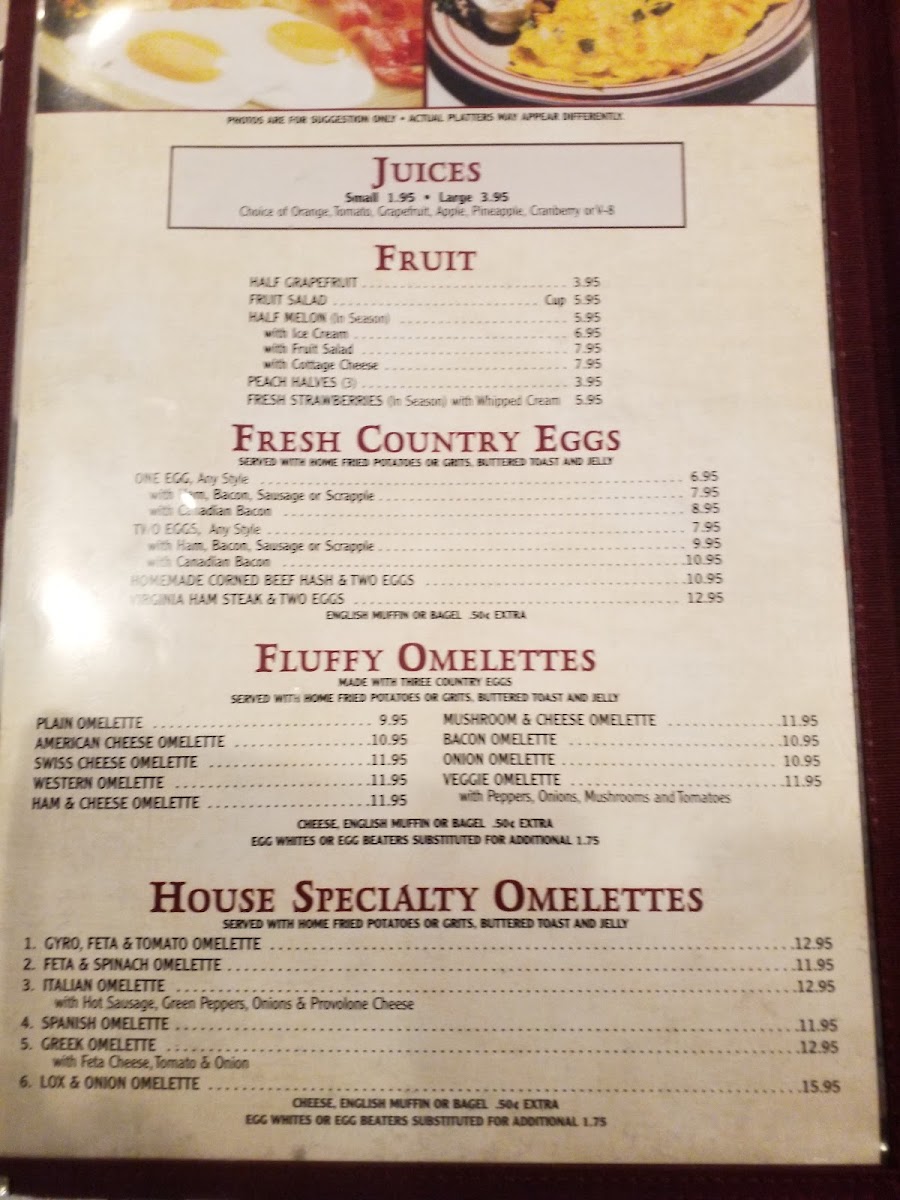 PHOTOS ARE FOR SUGGESTION ONLY • ACTUAL PLATTERS MAY APPEAR DIFFERENTLY.
JUICES
Small 1.95 • Large 3.95
Choice of Orange, Tomato, Grapefruit, Apple, Pineapple, Cranberry or V-8
FRUIT
HALF GRAPEFRUIT 3.95
FRUIT SALAD Cup 5.95
HALF MELON (In Season) 5.95
with Ice Cream 6.95
with Fruit Salad 7.95
with Cottage Cheese 7.95
PEACH HALVES (3) 3.95
FRESH STRAWBERRIES (In Season) with Whipped Cream 5.95
FRESH COUNTRY EGGS
SERVED WITH HOME FRIED POTATOES OR GRITS, BUTTERED TOAST AND JELLY
ONE EGG, Any Style 6.95
with Ham, Bacon, Sausage or Scrapple 7.95
with Canadian Bacon 8.95
TWO EGGS, Any Style 7.95
with Ham, Bacon, Sausage or Scrapple 9.95
with Canadian Bacon 10.95
HOMEMADE CORNED BEEF HASH & TWO EGGS 10.95
VIRGINIA HAM STEAK & TWO EGGS 12.95
ENGLISH MUFFIN OR BAGEL .50¢ EXTRA
FLUFFY OMELETTES
MADE WITH THREE COUNTRY EGGS
SERVED WITH HOME FRIED POTATOES OR GRITS, BUTTERED TOAST AND JELLY
PLAIN OMELETTE 9.95
AMERICAN CHEESE OMELETTE 10.95
SWISS CHEESE OMELETTE 11.95
WESTERN OMELETTE 11.95
HAM & CHEESE OMELETTE 11.95
MUSHROOM & CHEESE OMELETTE 11.95
BACON OMELETTE 10.95
ONION OMELETTE 10.95
VEGGIE OMELETTE 11.95
with Peppers, Onions, Mushrooms and Tomatoes
CHEESE, ENGLISH MUFFIN OR BAGEL .50¢ EXTRA
EGG WHITES OR EGG BEATERS SUBSTITUTED FOR ADDITIONAL 1.75
HOUSE SPECIALTY OMELETTES
SERVED WITH HOME FRIED POTATOES OR GRITS, BUTTERED TOAST AND JELLY
1. GYRO, FETA & TOMATO OMELETTE 12.95
2. FETA & SPINACH OMELETTE 11.95
3. ITALIAN OMELETTE 12.95
with Hot Sausage, Green Peppers, Onions & Provolone Cheese
4. SPANISH OMELETTE 11.95
5. GREEK OMELETTE 12.95
with Feta Cheese, Tomato & Onion
6. LOX & ONION OMELETTE 15.95
CHEESE, ENGLISH MUFFIN OR BAGEL .50¢ EXTRA
EGG WHITES OR EGG BEATERS SUBSTITUTED FOR ADDITIONAL 1.75